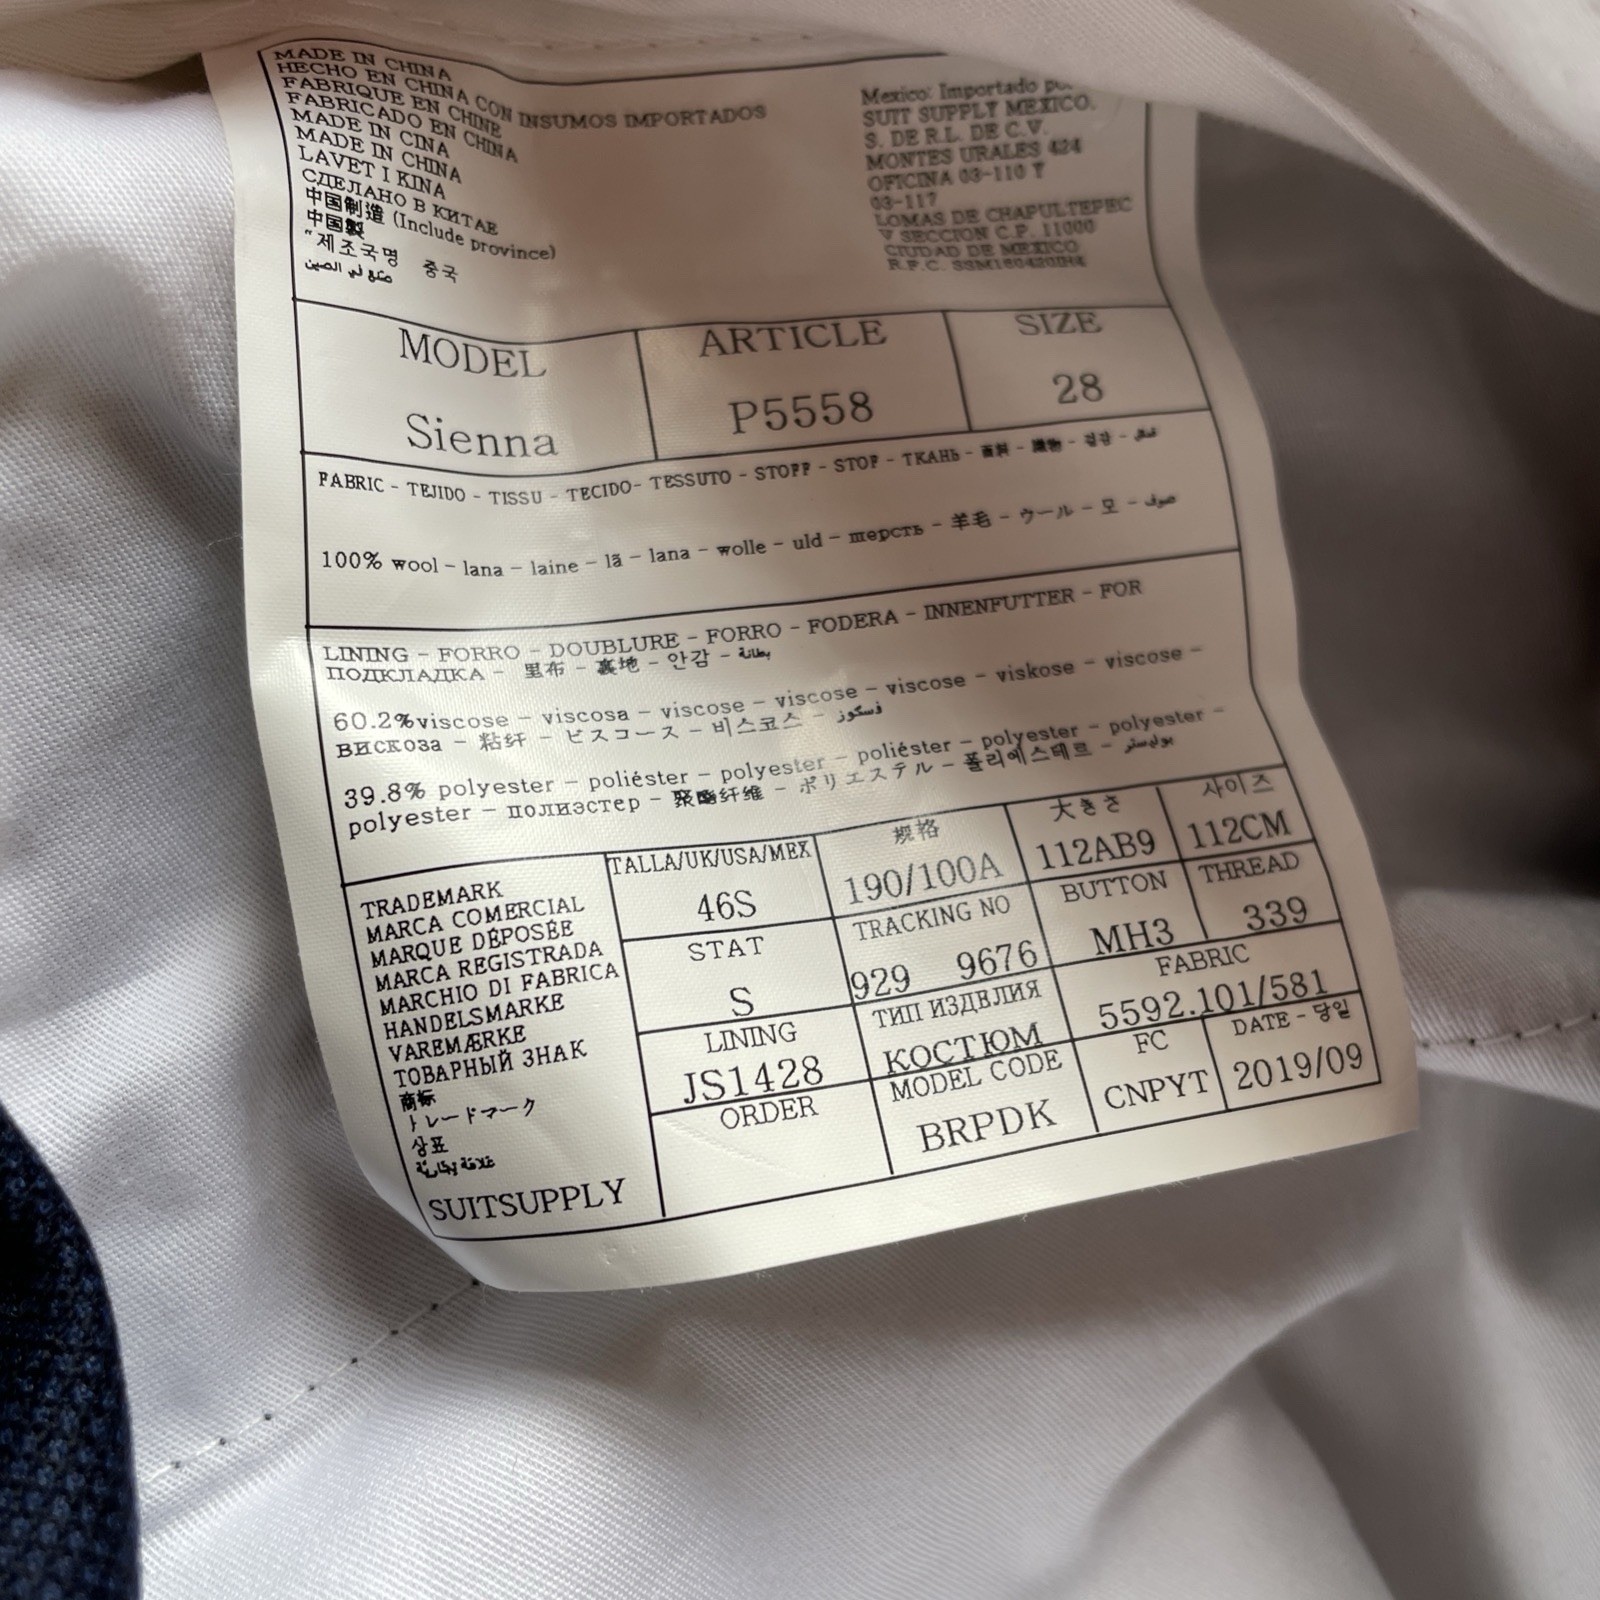 MADE IN CHINA
HECHO EN CHINA CON INSUMOS IMPORTADOS
FABRIQUE EN CHINE
FABRICADO EN CHINA
MADE IN CINA
MADE IN CHINA
LAVET I KINA
СДЕЛАНО В КИТАЕ
中国制造 (Include province)
中国製
"제조국명 중국
صنع في الصين
Mexico: Importado
SUIT SUPPLY MEXICO.
S. DE R.L. DE C.V.
MONTES URALES 424
OFICINA 03-110 Y
03-117
LOMAS DE CHAPULTEPEC
V SECCION C.P. 11000
CIUDAD DE MEXICO
R.F.C.
MODEL
Sienna
ARTICLE
P5558
SIZE
28
FABRIC - TEJIDO - TISSU - TECIDO- TESSUTO - STOFF - STOF - ТКАНЬ - 面料 - 織物 - 겉감 -
100% wool - lana - laine - lã - lana - wolle - uld - шерсть - 羊毛 - ウール - 모 - صوف
LINING - FORRO - DOUBLURE - FORRO - FODERA - INNENFUTTER - FOR
ПОДКЛАДКА - 里布 - 裏地 - 안감 - بطانة
60.2%viscose - viscosa - viscose - viscose - viscose - viskose - viscose -
вискоза - 粘纤 - ビスコース - 비스코스 - فسكوز
39.8% polyester - poliéster - polyester - poliéster - polyester - polyester -
polyester - полиэстер - 聚酯纤维 - ポリエステル - 폴리에스테르 - بوليستر
TRADEMARK
MARCA COMERCIAL
MARQUE DÉPOSÉE
MARCA REGISTRADA
MARCHIO DI FABRICA
HANDELSMARKE
VAREMÆRKE
ТОВАРНЫЙ ЗНАК
商标
トレードマーク
상표
SUITSUPPLY
TALLA/UK/USA/MEX
46S
规格
190/100A
大きさ
112AB9
사이즈
112CM
STAT
S
TRACKING NO
929 9676
BUTTON
MH3
THREAD
339
LINING
JS1428
ТИП ИЗДЕЛИЯ
КОСТЮМ
FABRIC
5592.101/581
ORDER
MODEL CODE
BRPDK
FC
CNPYT
DATE - 당일
2019/09